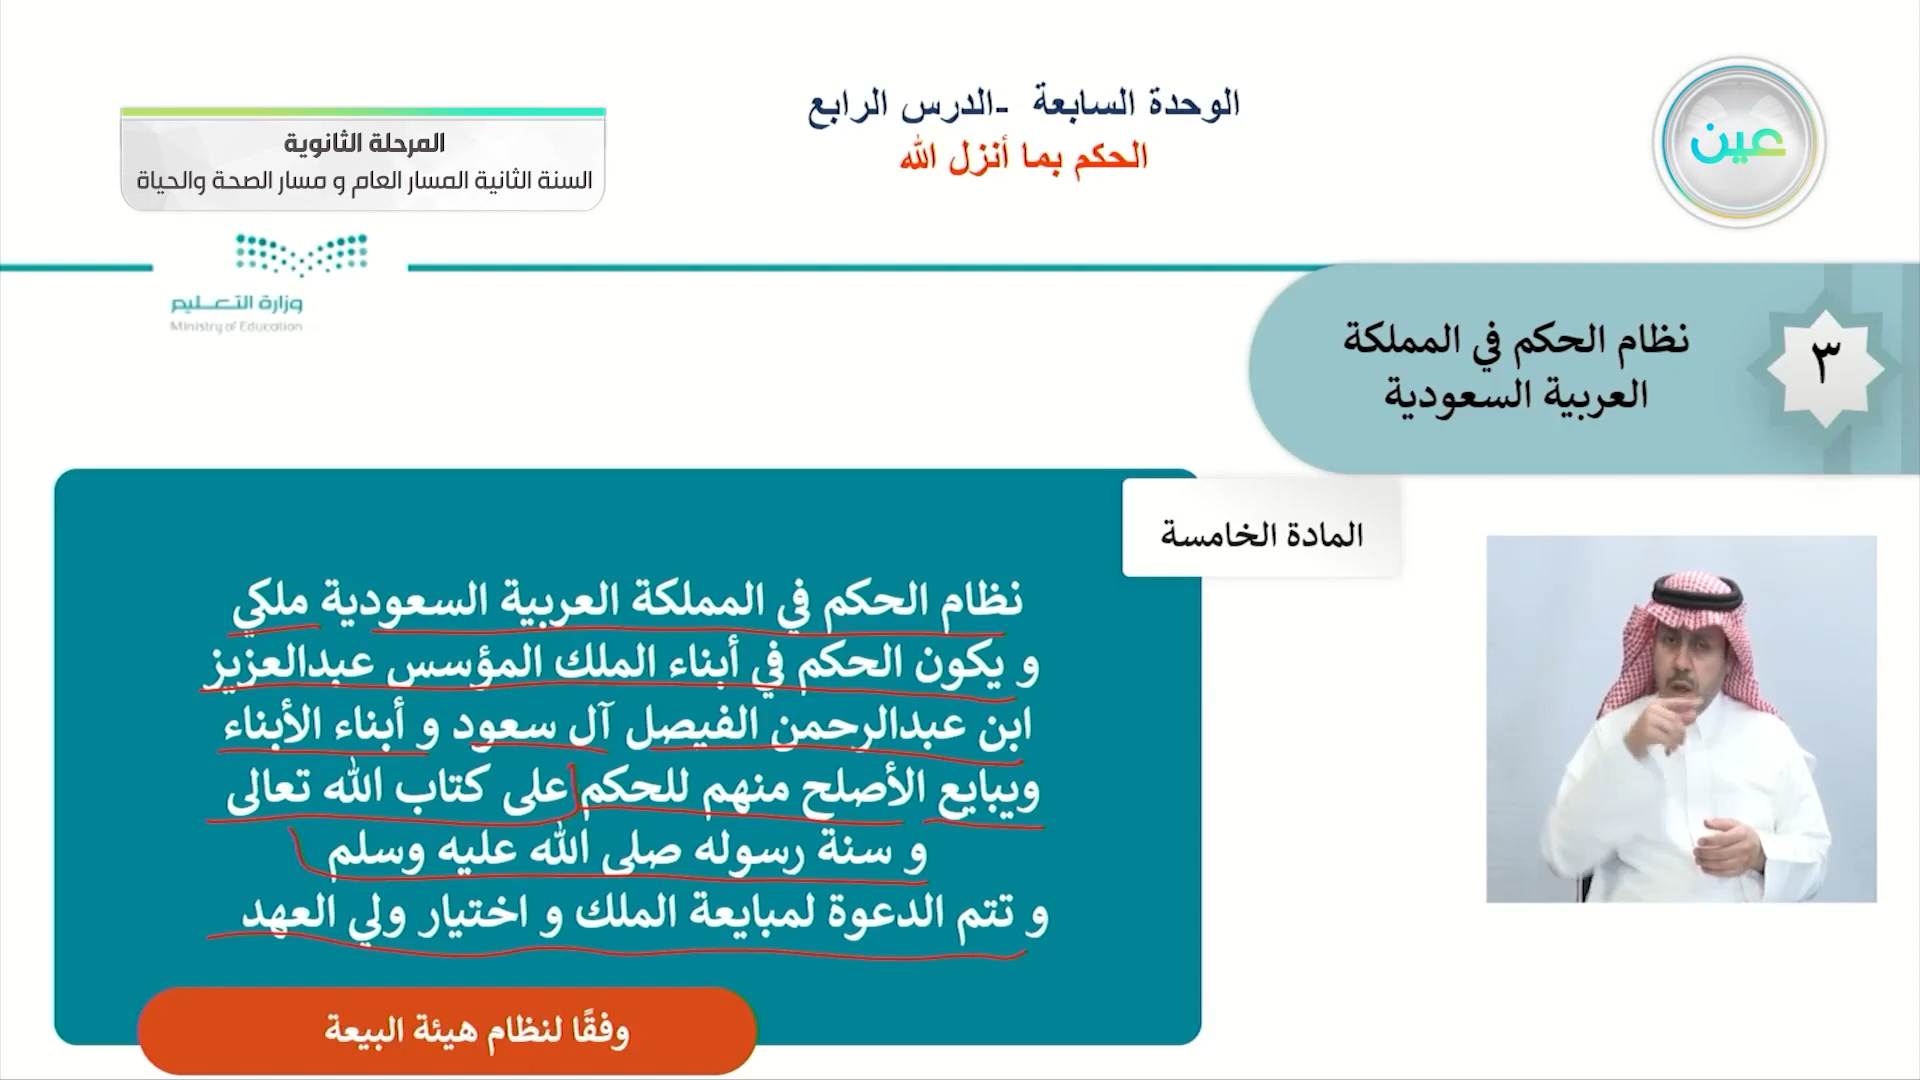 الوحدة السابعة -الدرس الرابع
الحكم بما أنزل الله
عين
المرحلة الثانوية
السنة الثانية المسار العام و مسار الصحة والحياة
وزارة التعليم
Ministry of Education
٣
نظام الحكم في المملكة
العربية السعودية
المادة الخامسة
نظام الحكم في المملكة العربية السعودية ملكي
و يكون الحكم في أبناء الملك المؤسس عبدالعزيز
ابن عبدالرحمن الفيصل آل سعود و أبناء الأبناء
ويبايع الأصلح منهم للحكم على كتاب الله تعالى
و سنة رسوله صلى الله عليه وسلم
و تتم الدعوة لمبايعة الملك و اختيار ولي العهد
وفقًا لنظام هيئة البيعة